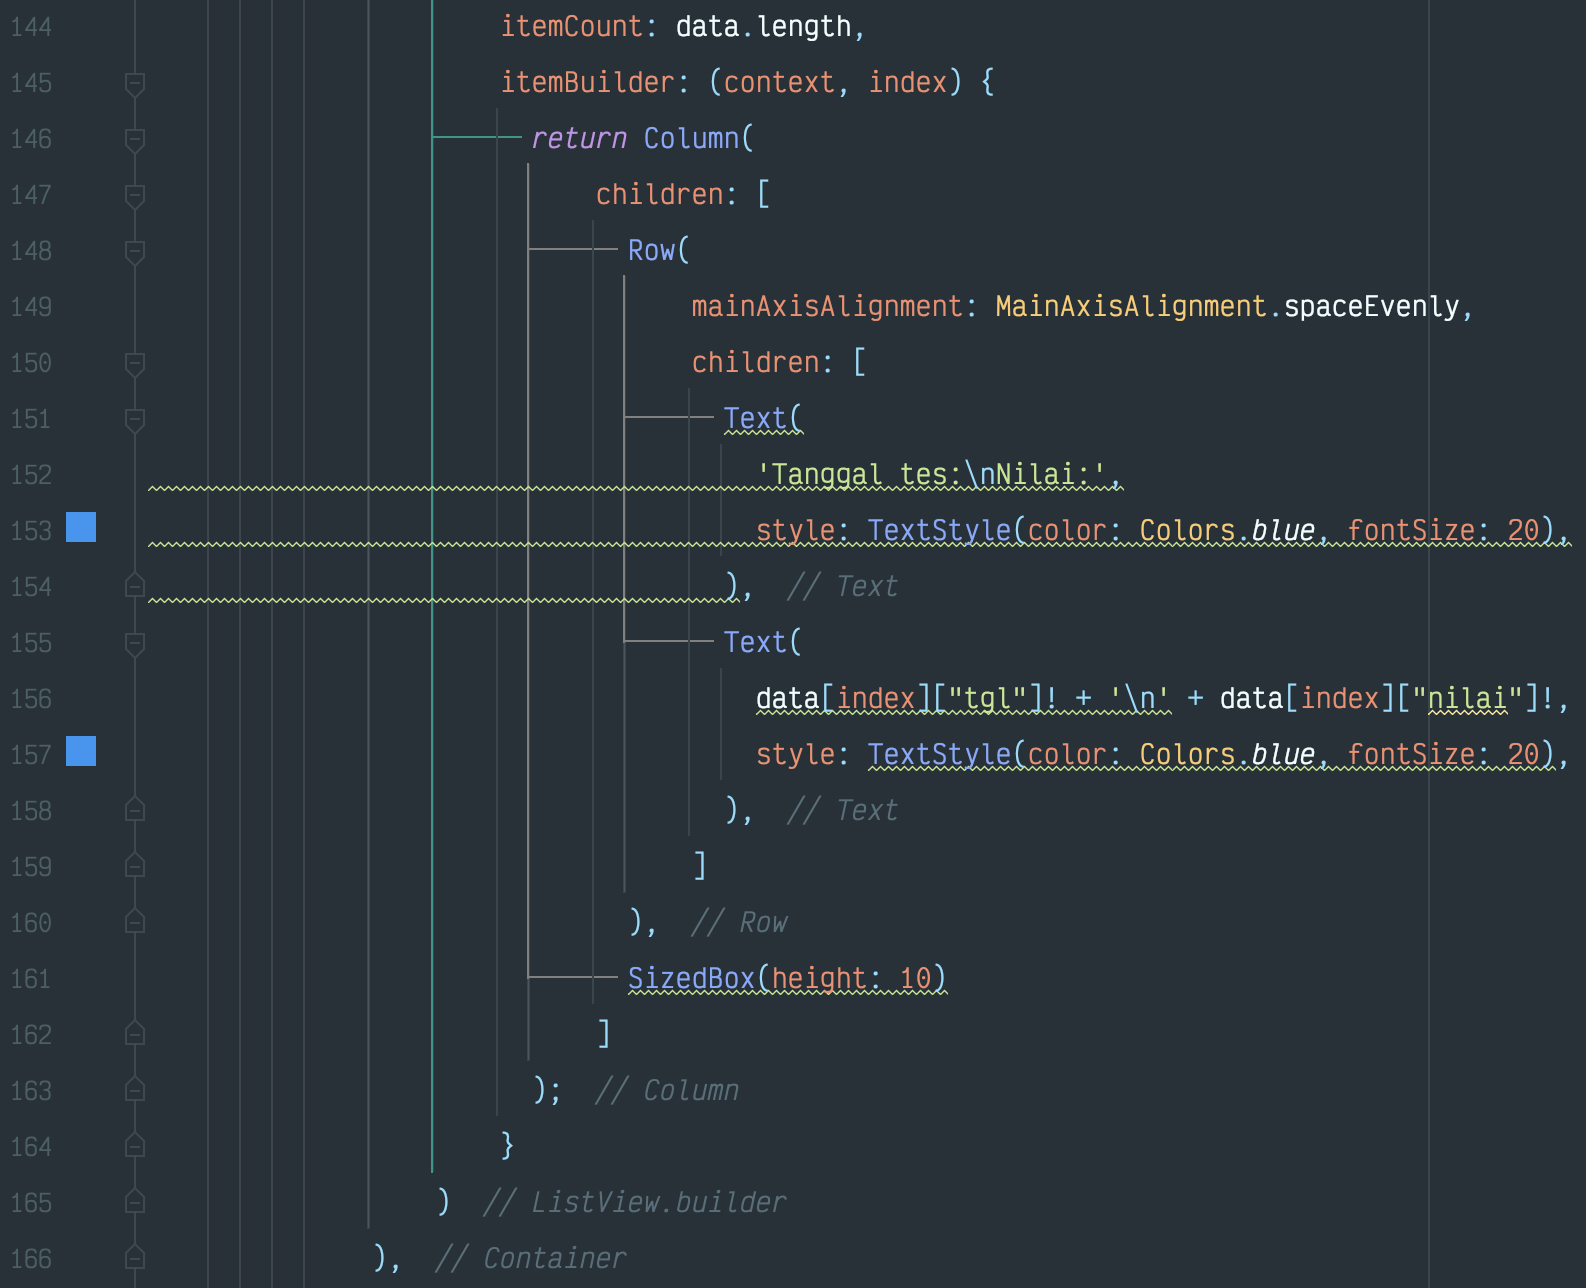 144 itemCount: data.length,
145 itemBuilder: (context, index) {
146 return Column(
147 children: [
148 Row(
149 mainAxisAlignment: MainAxisAlignment.spaceEvenly,
150 children: [
151 Text(
152 'Tanggal tes:\nNilai:',
153 style: TextStyle(color: Colors.blue, fontSize: 20),
154 ), // Text
155 Text(
156 data[index]["tgl"]! + '\n' + data[index]["nilai"]!,
157 style: TextStyle(color: Colors.blue, fontSize: 20),
158 ), // Text
159 ]
160 ), // Row
161 SizedBox(height: 10)
162 ]
163 ); // Column
164 }
165 ) // ListView.builder
166 ), // Container